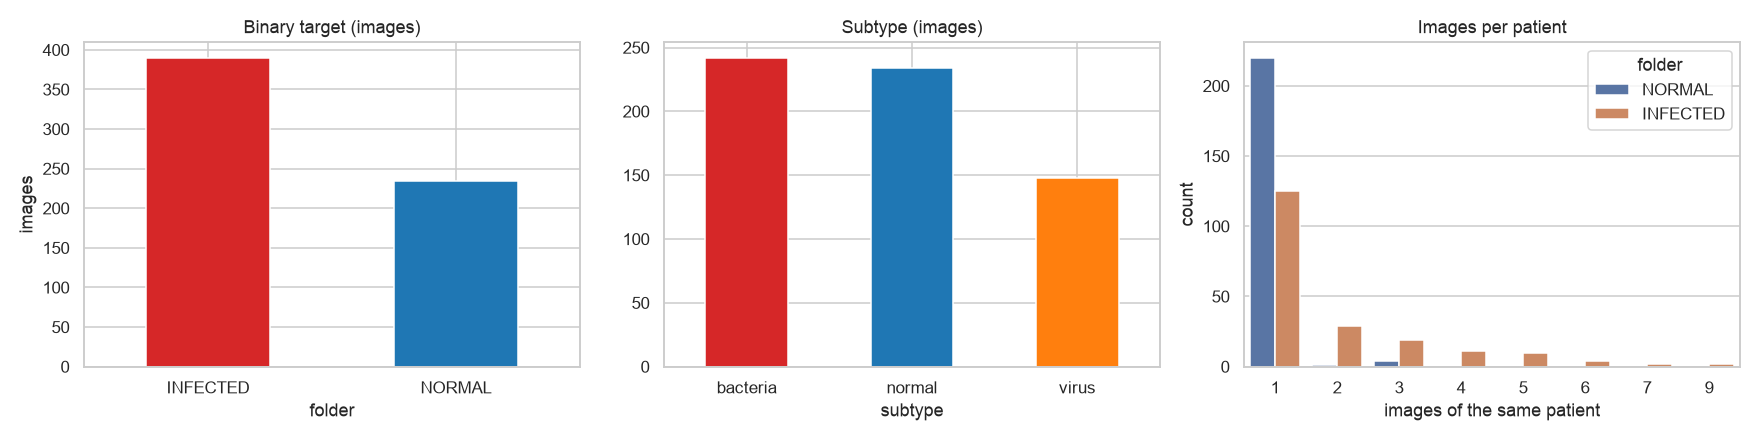 Binary target (images)
400
350
300
250
200
150
100
50
0
images
INFECTED NORMAL
folder
Subtype (images)
250
200
150
100
50
0
bacteria normal virus
subtype
Images per patient
folder
NORMAL
INFECTED
200
150
100
50
0
count
1 2 3 4 5 6 7 9
images of the same patient